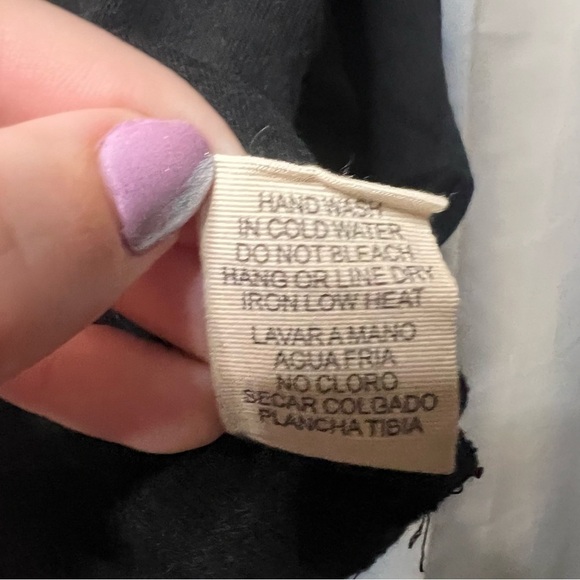 HAND WASH
IN COLD WATER
DO NOT BLEACH
HANG OR LINE DRY
IRON LOW HEAT
LAVAR A MANO
AGUA FRIA
NO CLORO
SECAR COLGADO
PLANCHA TIBIA